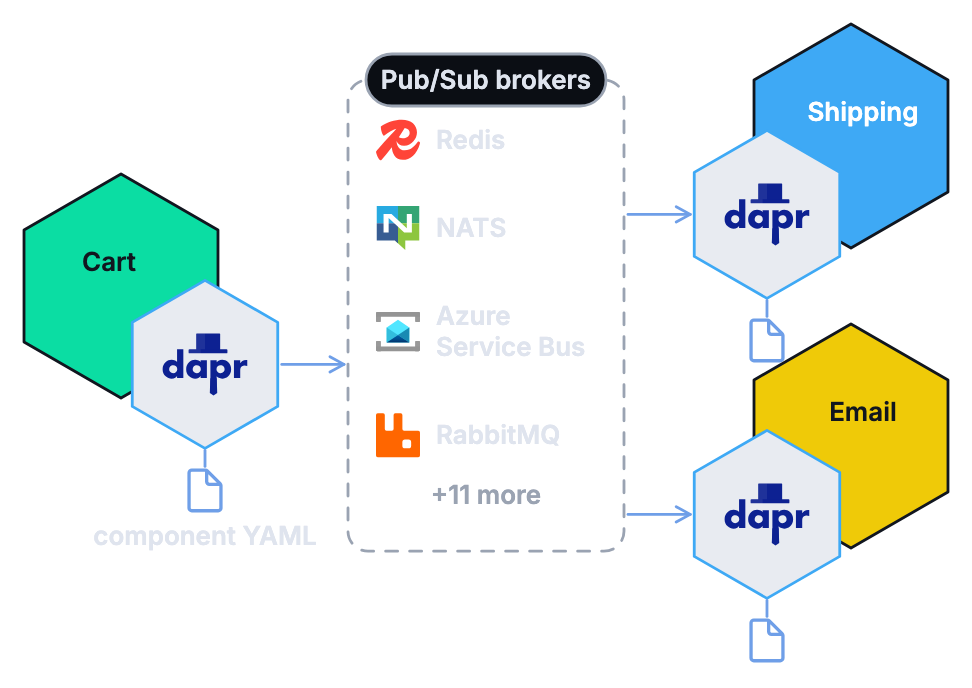 Pub/Sub brokers
Redis
NATS
Azure
Service Bus
RabbitMQ
+11 more
Cart
dapr
component YAML
Shipping
dapr
Email
dapr